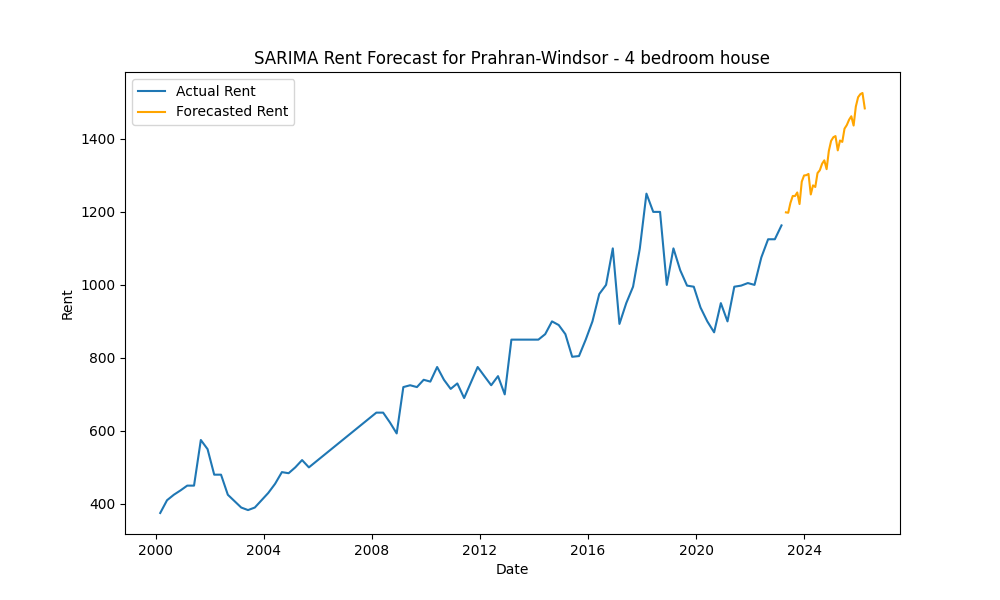 SARIMA Rent Forecast for Prahran-Windsor - 4 bedroom house
Actual Rent
Forecasted Rent
1400
1200
1000
800
600
400
Rent
2000 2004 2008 2012 2016 2020 2024
Date